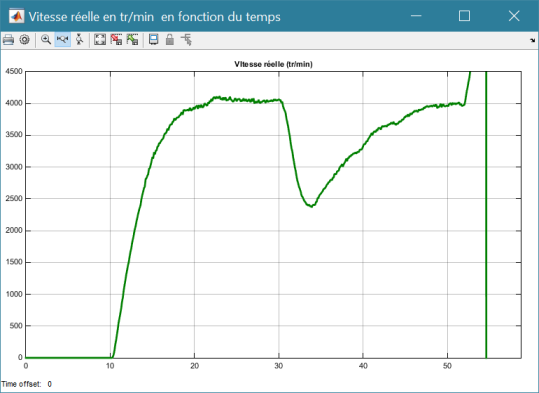 Vitesse réelle en tr/min en fonction du temps
VItesse réelle (tr/min)
4500
4000
3500
3000
2500
2000
1500
1000
500
0
0 10 20 30 40 50
Time offset: 0